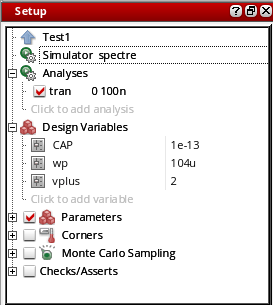 Setup
Test1
Simulator spectre
Analyses
tran 0 100n
Click to add analysis
Design Variables
CAP 1e-13
wp 104u
vplus 2
Click to add variable
Parameters
Corners
Monte Carlo Sampling
Checks/Asserts